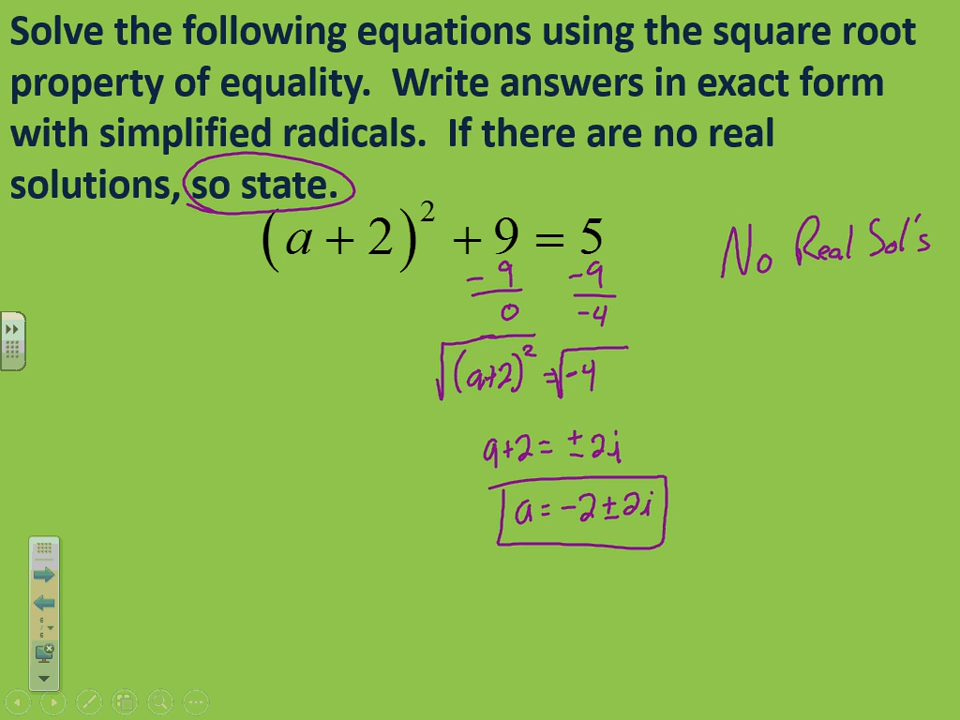 Solve the following equations using the square root
property of equality.  Write answers in exact form
with simplified radicals.  If there are no real
solutions, so state.
(a + 2)² + 9 = 5
No Real Sol's
- 9 -9
0 -4
√(a+2)² = √-4
a+2 = ± 2i
a = -2 ± 2i